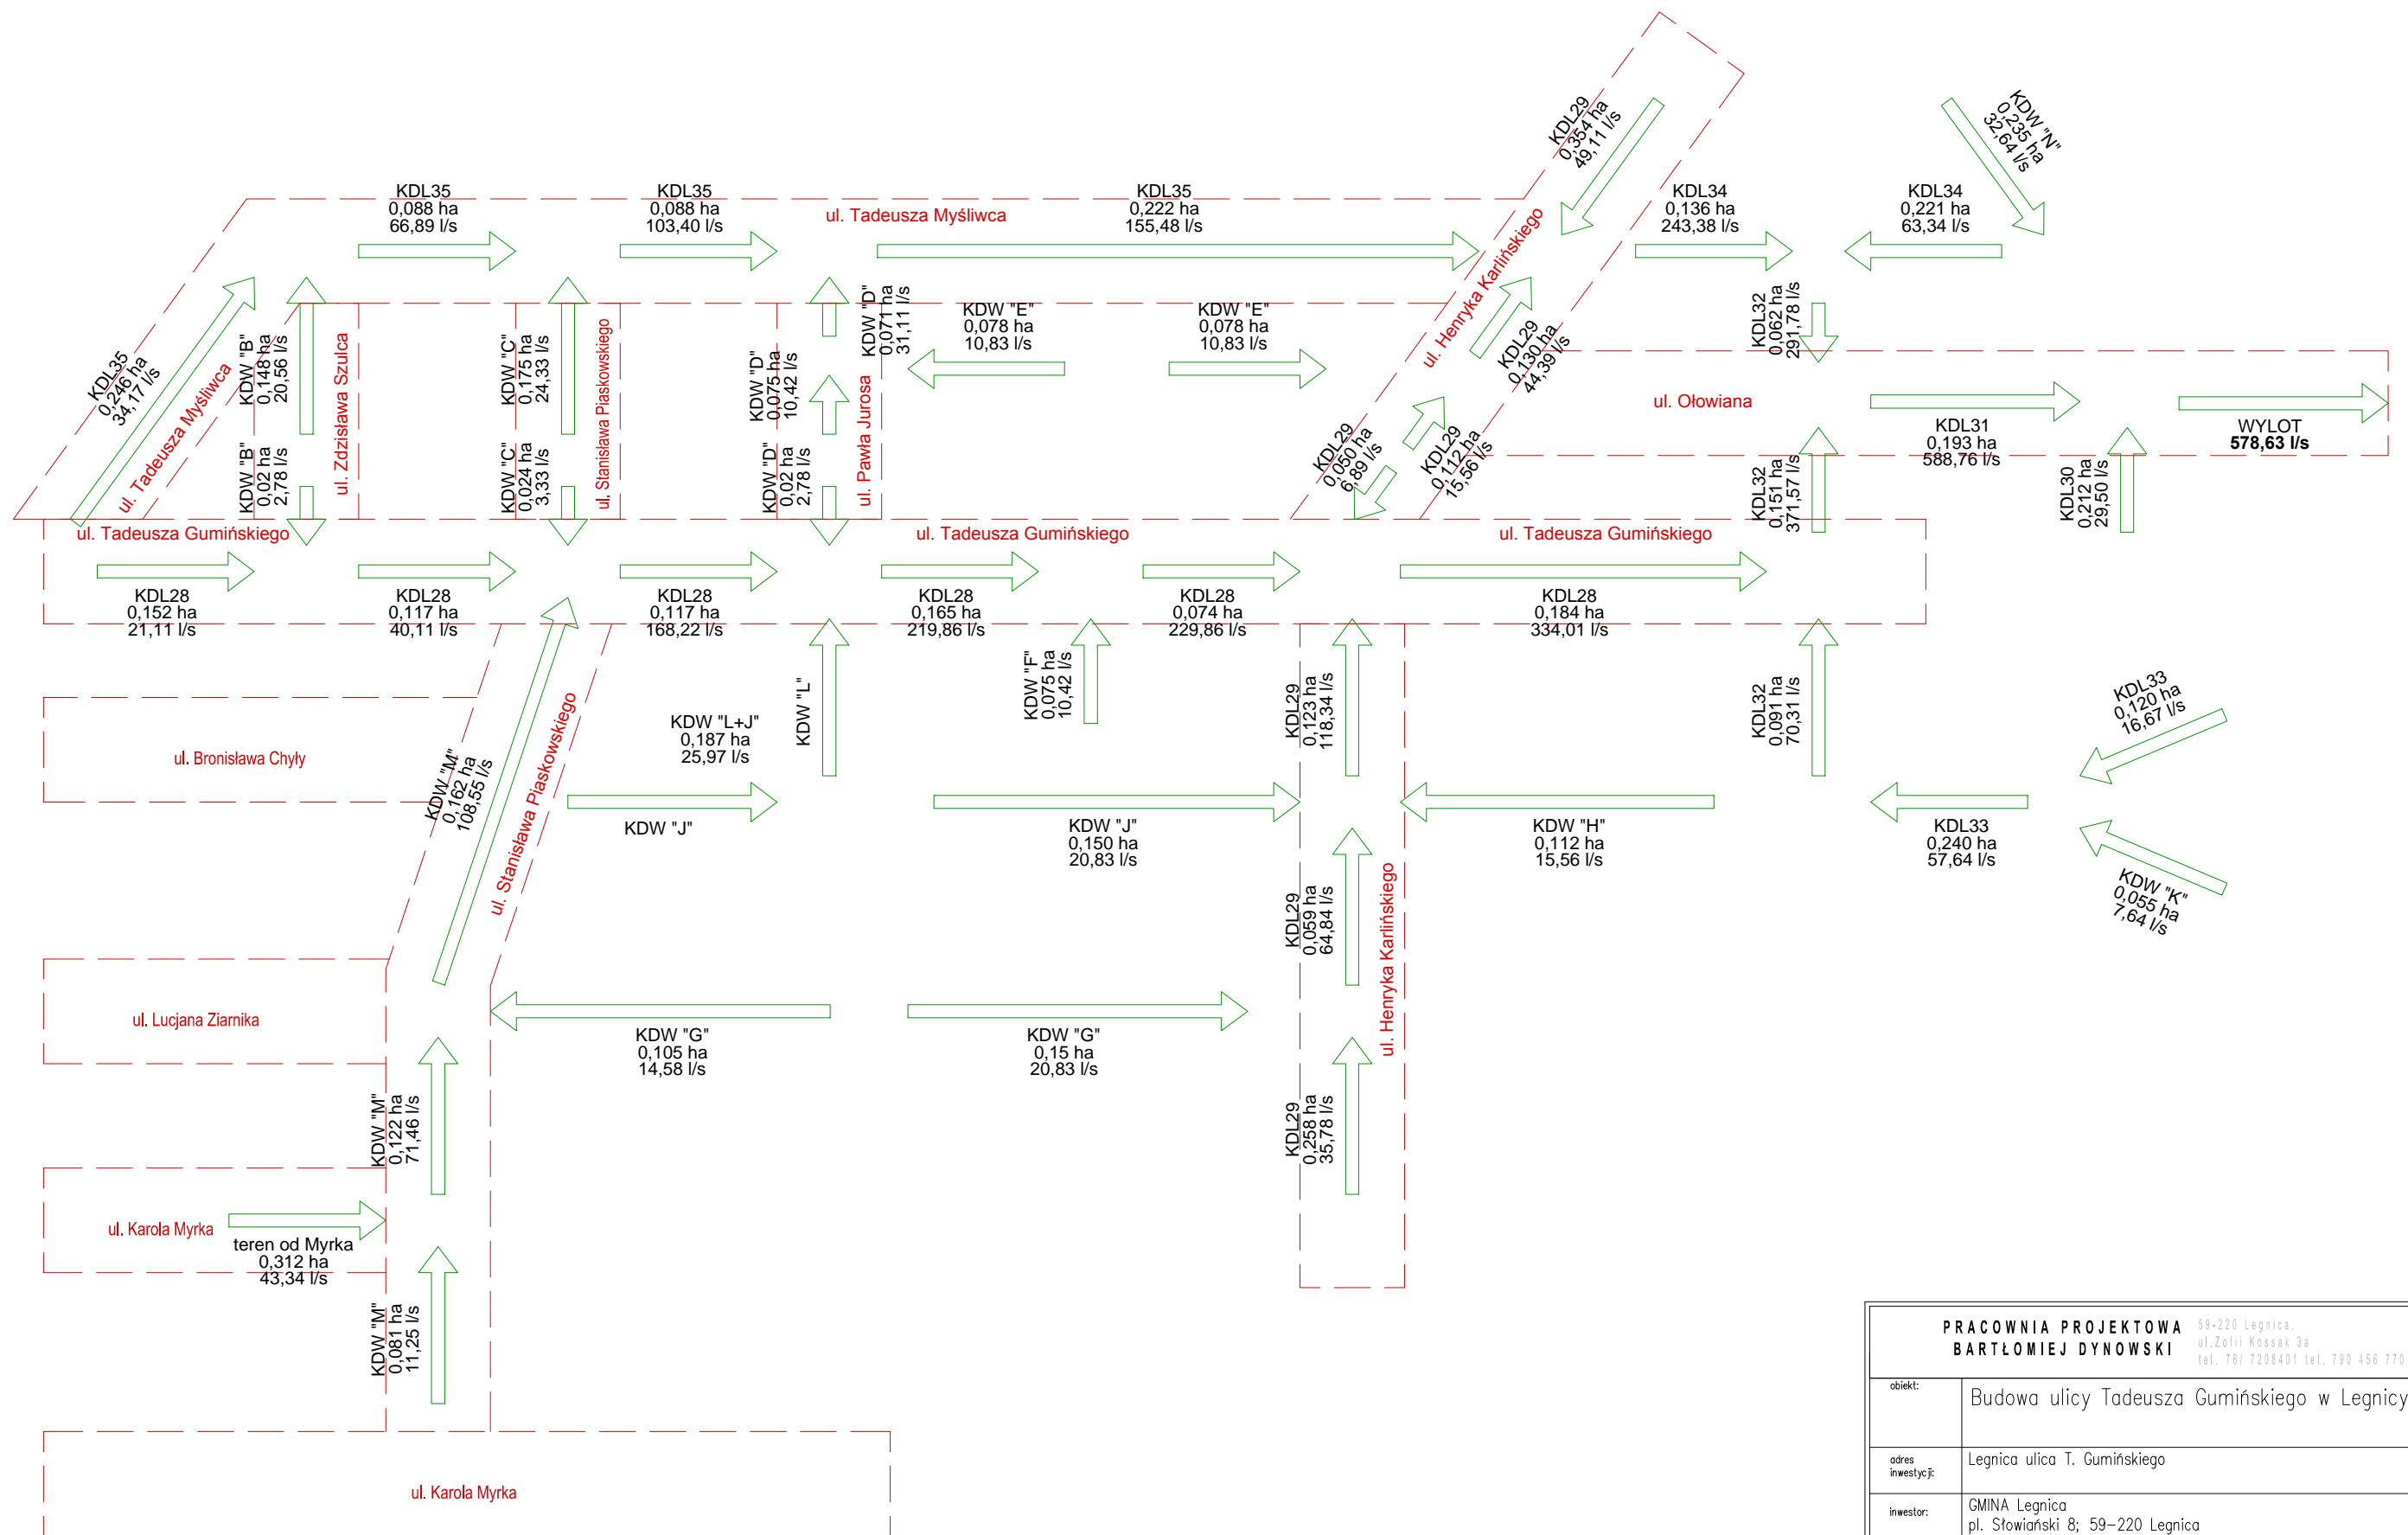 KDL35
0,088 ha
66,89 l/s
KDL35
0,088 ha
103,40 l/s
ul. Tadeusza Myśliwca
KDL35
0,222 ha
155,48 l/s
KDL29
0,354 ha
49,11 l/s
KDW "N"
0,235 ha
32,64 l/s
KDL34
0,136 ha
243,38 l/s
KDL34
0,221 ha
63,34 l/s
ul. Henryka Karlińskiego
KDL35
0,246 ha
34,17 l/s
ul. Tadeusza Myśliwca
KDW "B"
0,148 ha
20,56 l/s
KDW "B"
0,02 ha
2,78 l/s
ul. Zdzisława Szulca
KDW "C"
0,175 ha
24,33 l/s
KDW "C"
0,024 ha
3,33 l/s
ul. Stanisława Piaskowskiego
KDW "D"
0,075 ha
10,42 l/s
KDW "D"
0,02 ha
2,78 l/s
KDW "D"
0,071 ha
31,11 l/s
ul. Pawła Jurosa
KDW "E"
0,078 ha
10,83 l/s
KDW "E"
0,078 ha
10,83 l/s
KDL29
0,130 ha
44,39 l/s
KDL29
0,112 ha
15,56 l/s
KDL29
0,050 ha
6,89 l/s
KDL32
0,062 ha
291,78 l/s
ul. Ołowiana
KDL31
0,193 ha
588,76 l/s
WYLOT
578,63 l/s
KDL32
0,151 ha
371,57 l/s
KDL30
0,212 ha
29,50 l/s
ul. Tadeusza Gumińskiego
ul. Tadeusza Gumińskiego
ul. Tadeusza Gumińskiego
KDL28
0,152 ha
21,11 l/s
KDL28
0,117 ha
40,11 l/s
KDL28
0,117 ha
168,22 l/s
KDL28
0,165 ha
219,86 l/s
KDL28
0,074 ha
229,86 l/s
KDL28
0,184 ha
334,01 l/s
ul. Bronisława Chyły
KDW "M"
0,162 ha
108,55 l/s
ul. Stanisława Piaskowskiego
KDW "L+J"
0,187 ha
25,97 l/s
KDW "J"
KDW "L"
KDW "F"
0,075 ha
10,42 l/s
KDL29
0,123 ha
118,34 l/s
KDW "J"
0,150 ha
20,83 l/s
KDW "H"
0,112 ha
15,56 l/s
KDL32
0,091 ha
70,31 l/s
KDL33
0,120 ha
16,67 l/s
KDL33
0,240 ha
57,64 l/s
KDW "K"
0,055 ha
7,64 l/s
KDL29
0,059 ha
64,84 l/s
ul. Henryka Karlińskiego
ul. Lucjana Ziarnika
KDW "G"
0,105 ha
14,58 l/s
KDW "G"
0,15 ha
20,83 l/s
KDW "M"
0,122 ha
71,46 l/s
KDL29
0,258 ha
35,78 l/s
ul. Karola Myrka
teren od Myrka
0,312 ha
43,34 l/s
KDW "M"
0,081 ha
11,25 l/s
ul. Karola Myrka
PRACOWNIA PROJEKTOWA
BARTŁOMIEJ DYNOWSKI
59-220 Legnica,
ul.Zofii Kossak 3a
tel. 76/ 7208401 tel. 790 456 770
obiekt:
Budowa ulicy Tadeusza Gumińskiego w Legnicy
adres
inwestycji:
Legnica ulica T. Gumińskiego
inwestor:
GMINA Legnica
pl. Słowiański 8; 59-220 Legnica